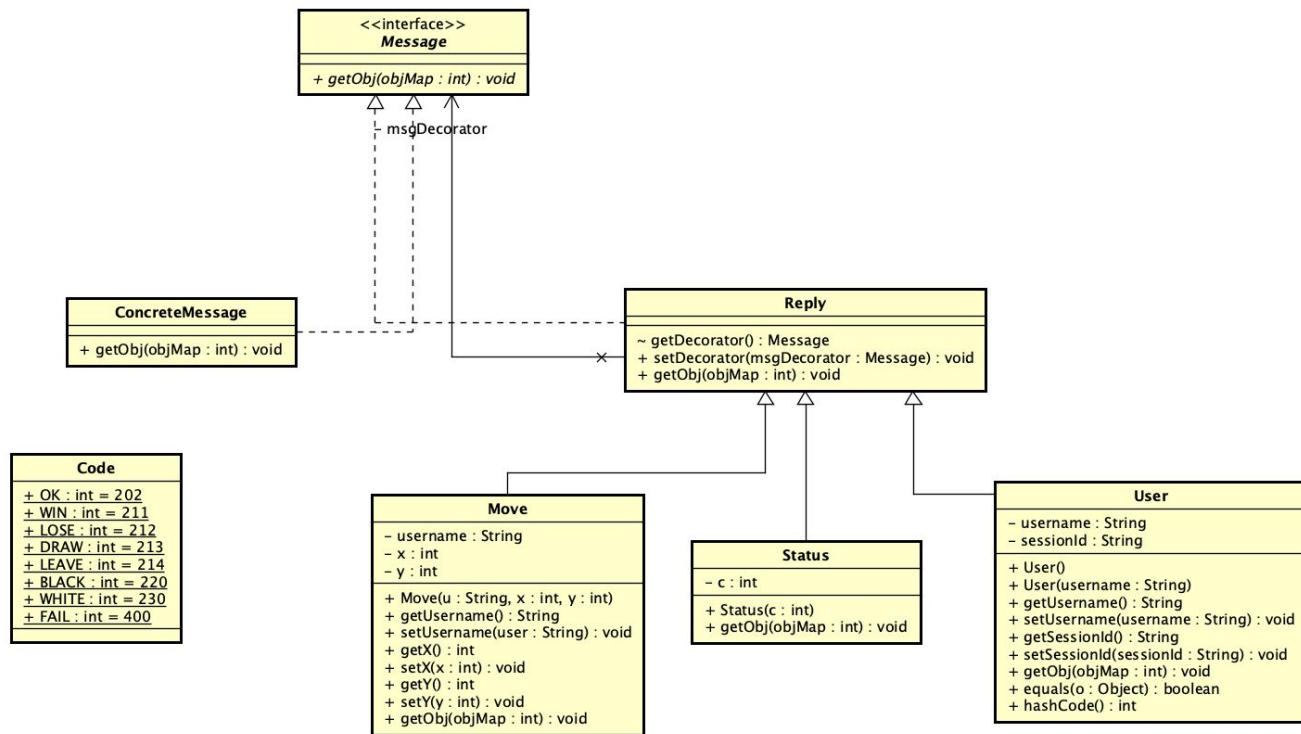 <<interface>>
Message
+ getObj(objMap : int) : void
– msgDecorator
ConcreteMessage
+ getObj(objMap : int) : void
Reply
~ getDecorator() : Message
+ setDecorator(msgDecorator : Message) : void
+ getObj(objMap : int) : void
Code
+ OK : int = 202
+ WIN : int = 211
+ LOSE : int = 212
+ DRAW : int = 213
+ LEAVE : int = 214
+ BLACK : int = 220
+ WHITE : int = 230
+ FAIL : int = 400
Move
– username : String
– x : int
– y : int
+ Move(u : String, x : int, y : int)
+ getUsername() : String
+ setUsername(user : String) : void
+ getX() : int
+ setX(x : int) : void
+ getY() : int
+ setY(y : int) : void
+ getObj(objMap : int) : void
Status
– c : int
+ Status(c : int)
+ getObj(objMap : int) : void
User
– username : String
– sessionId : String
+ User()
+ User(username : String)
+ getUsername() : String
+ setUsername(username : String) : void
+ getSessionId() : String
+ setSessionId(sessionId : String) : void
+ getObj(objMap : int) : void
+ equals(o : Object) : boolean
+ hashCode() : int